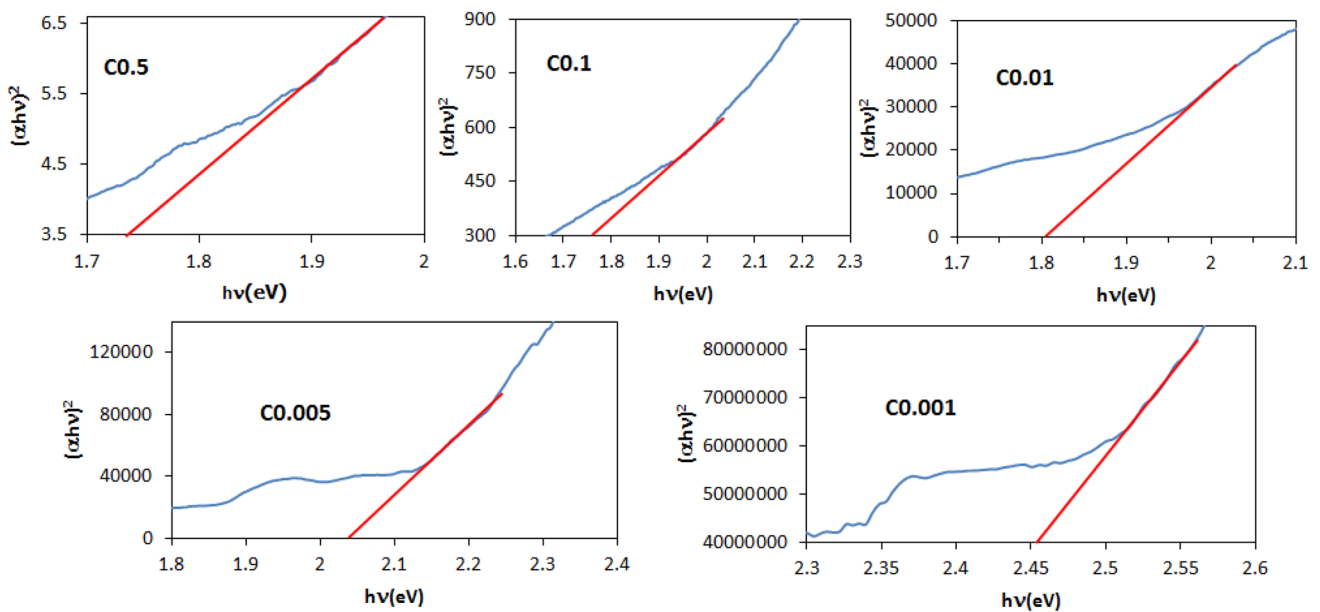 C0.5
(αhν)²
6.5
5.5
4.5
3.5
1.7 1.8 1.9 2
hν(eV)
C0.1
(αhν)²
900
750
600
450
300
1.6 1.7 1.8 1.9 2 2.1 2.2 2.3
hν(eV)
C0.01
(αhν)²
50000
40000
30000
20000
10000
0
1.7 1.8 1.9 2 2.1
hν(eV)
C0.005
(αhν)²
120000
80000
40000
0
1.8 1.9 2 2.1 2.2 2.3 2.4
hν(eV)
C0.001
(αhν)²
80000000
70000000
60000000
50000000
40000000
2.3 2.35 2.4 2.45 2.5 2.55 2.6
hν(eV)